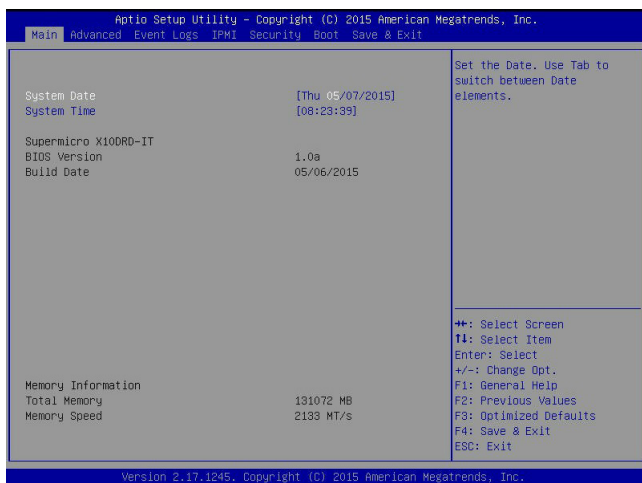 Aptio Setup Utility – Copyright (C) 2015 American Megatrends, Inc.
Main Advanced Event Logs IPMI Security Boot Save & Exit
System Date [Thu 05/07/2015]
System Time [08:23:39]
Supermicro X10DRD-IT
BIOS Version 1.0a
Build Date 05/06/2015
Memory Information
Total Memory 131072 MB
Memory Speed 2133 MT/s
Set the Date. Use Tab to
switch between Date
elements.
→←: Select Screen
↑↓: Select Item
Enter: Select
+/-: Change Opt.
F1: General Help
F2: Previous Values
F3: Optimized Defaults
F4: Save & Exit
ESC: Exit
Version 2.17.1245. Copyright (C) 2015 American Megatrends, Inc.